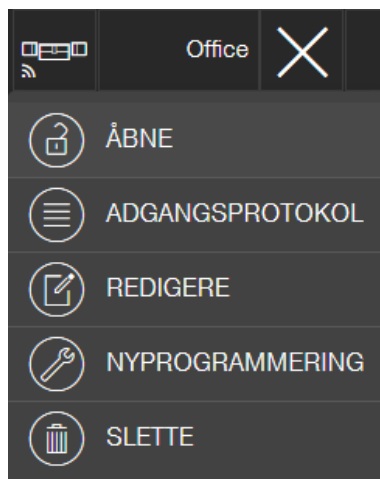 Office
ÅBNE
ADGANGSPROTOKOL
REDIGERE
NYPROGRAMMERING
SLETTE